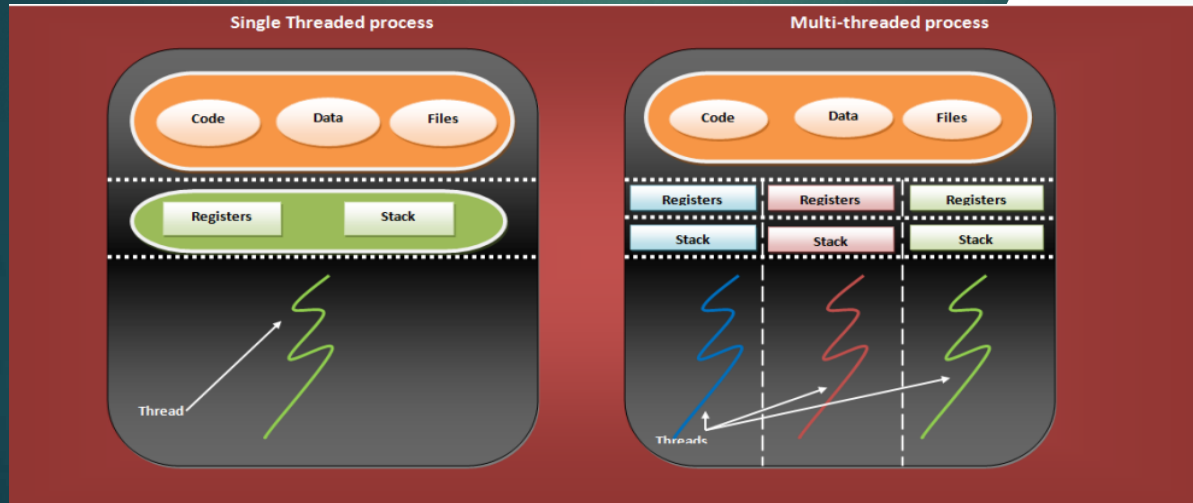 Single Threaded process
Code Data Files
Registers Stack
Thread
Multi-threaded process
Code Data Files
Registers Registers Registers
Stack Stack Stack
Threads